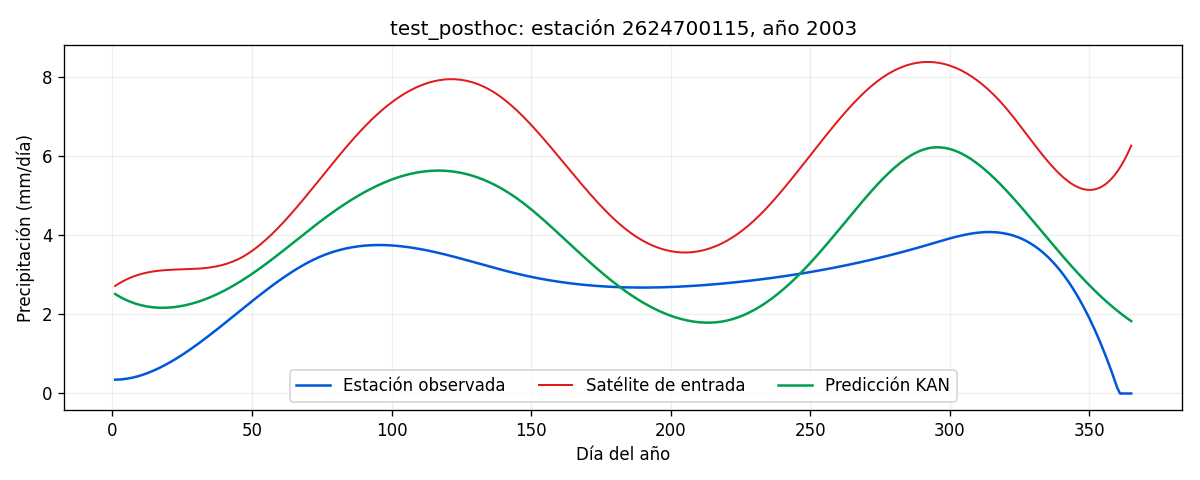 test_posthoc: estación 2624700115, año 2003
Precipitación (mm/día)
8
6
4
2
0
Estación observada
Satélite de entrada
Predicción KAN
0 50 100 150 200 250 300 350
Día del año